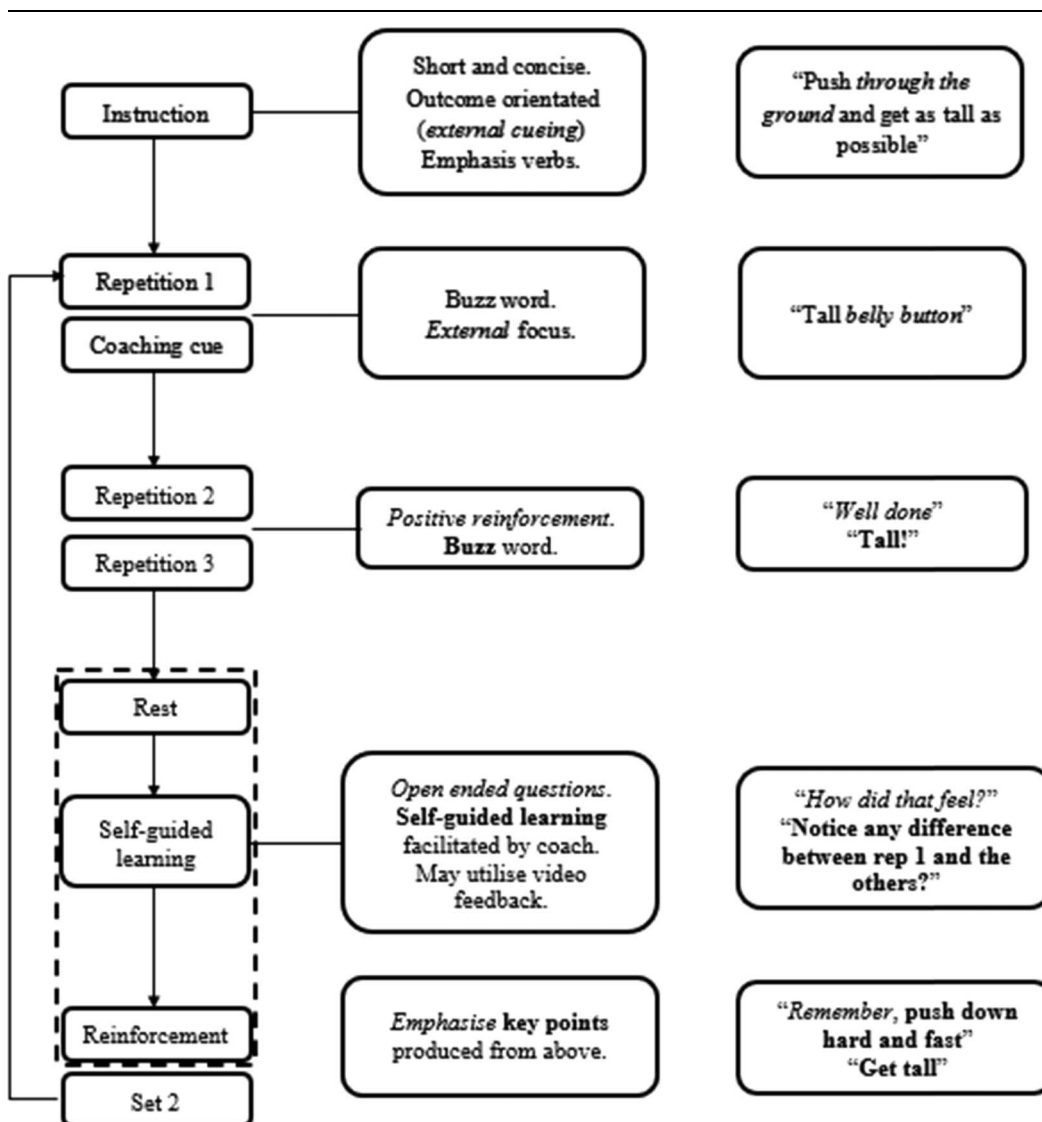 Instruction
Short and concise.
Outcome orientated
(external cueing)
Emphasis verbs.
“Push through the
ground and get as tall as
possible”
Repetition 1
Coaching cue
Buzz word.
External focus.
“Tall belly button”
Repetition 2
Repetition 3
Positive reinforcement.
Buzz word.
“Well done”
“Tall!”
Rest
Self-guided
learning
Open ended questions.
Self-guided learning
facilitated by coach.
May utilise video
feedback.
“How did that feel?”
“Notice any difference
between rep 1 and the
others?”
Reinforcement
Emphasise key points
produced from above.
“Remember, push down
hard and fast”
“Get tall”
Set 2